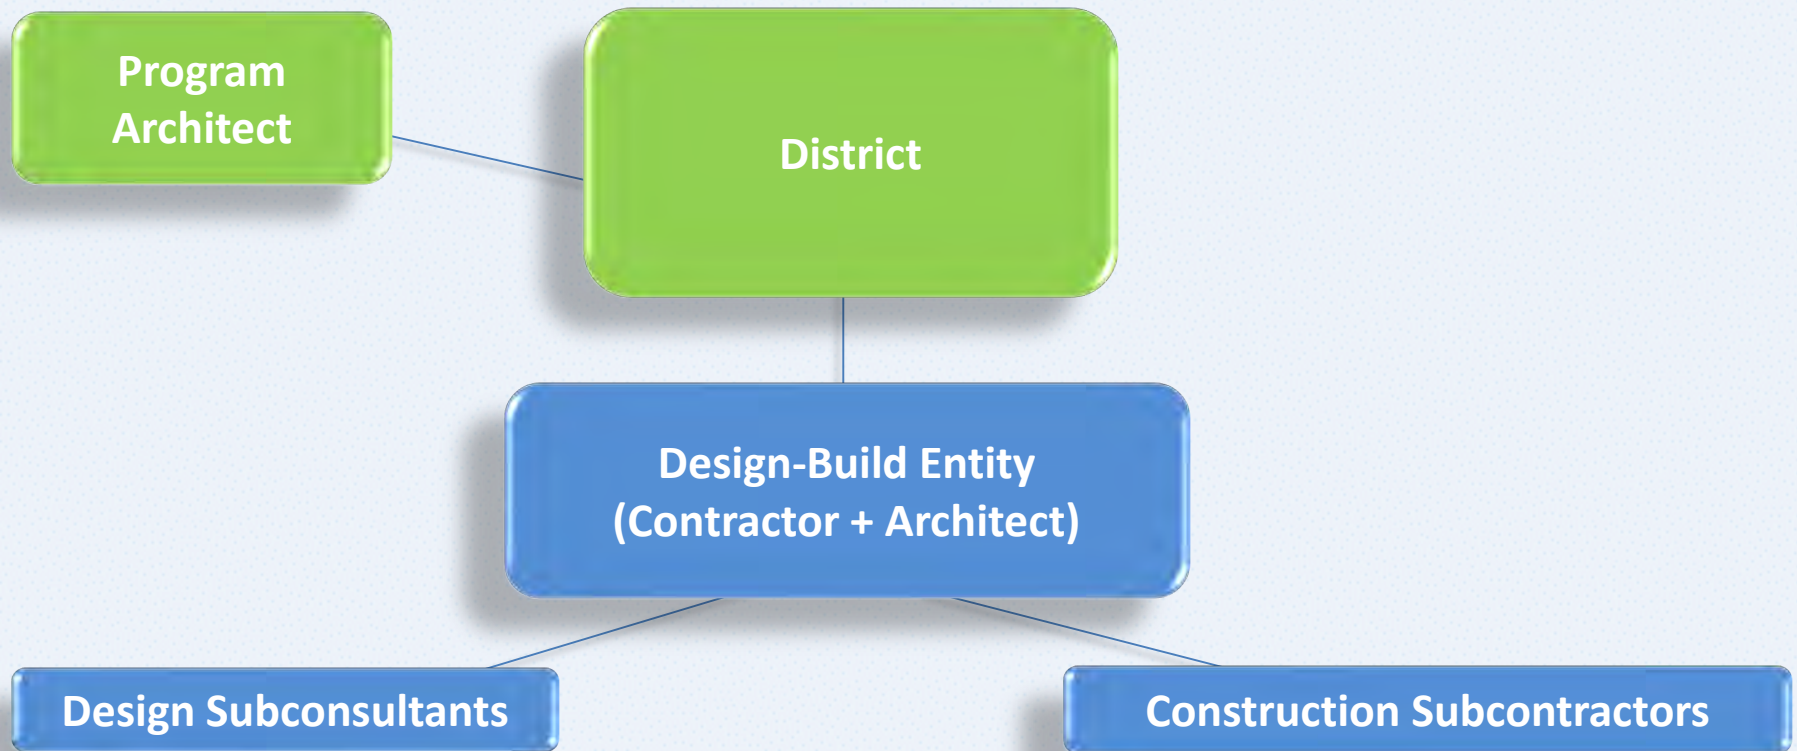 Program
Architect
District
Design-Build Entity
(Contractor + Architect)
Design Subconsultants
Construction Subcontractors